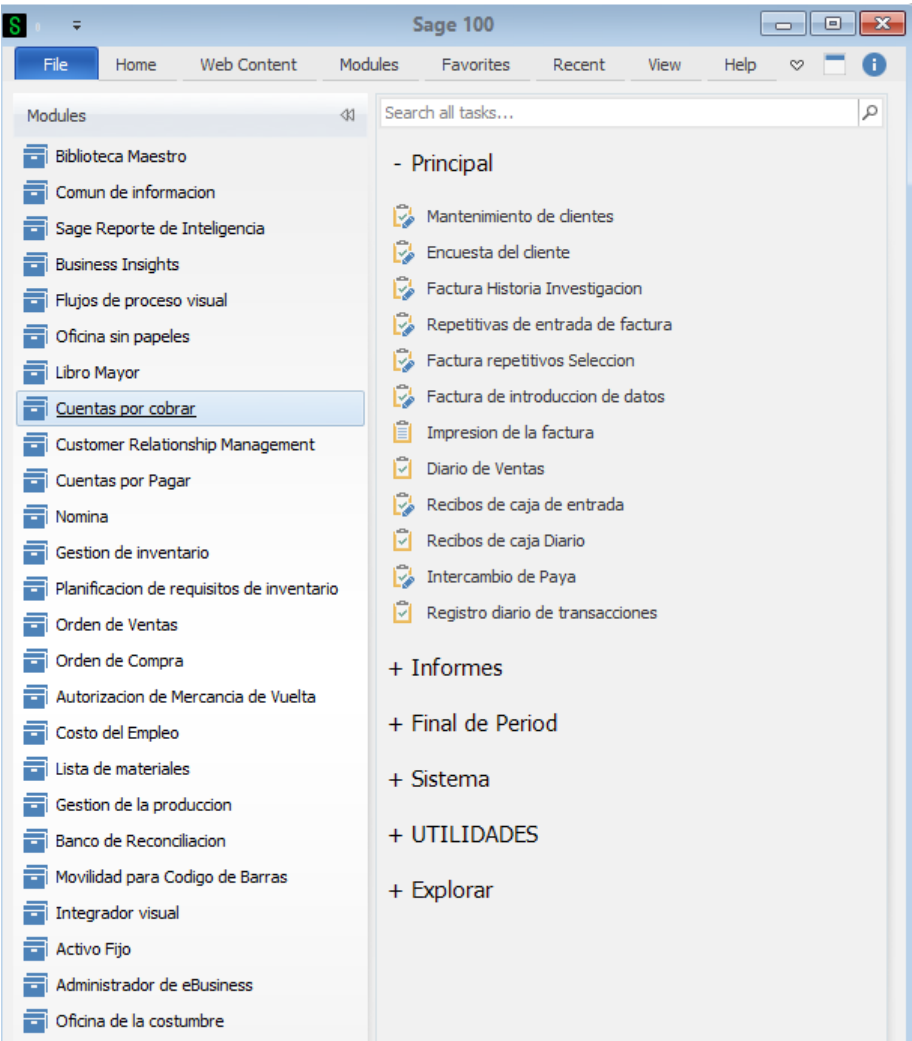 S
Sage 100
File Home Web Content Modules Favorites Recent View Help
Modules
Biblioteca Maestro
Comun de informacion
Sage Reporte de Inteligencia
Business Insights
Flujos de proceso visual
Oficina sin papeles
Libro Mayor
Cuentas por cobrar
Customer Relationship Management
Cuentas por Pagar
Nomina
Gestion de inventario
Planificacion de requisitos de inventario
Orden de Ventas
Orden de Compra
Autorizacion de Mercancia de Vuelta
Costo del Empleo
Lista de materiales
Gestion de la produccion
Banco de Reconciliacion
Movilidad para Codigo de Barras
Integrador visual
Activo Fijo
Administrador de eBusiness
Oficina de la costumbre
Search all tasks...
- Principal
Mantenimiento de clientes
Encuesta del cliente
Factura Historia Investigacion
Repetitivas de entrada de factura
Factura repetitivos Seleccion
Factura de introduccion de datos
Impresion de la factura
Diario de Ventas
Recibos de caja de entrada
Recibos de caja Diario
Intercambio de Paya
Registro diario de transacciones
+ Informes
+ Final de Period
+ Sistema
+ UTILIDADES
+ Explorar